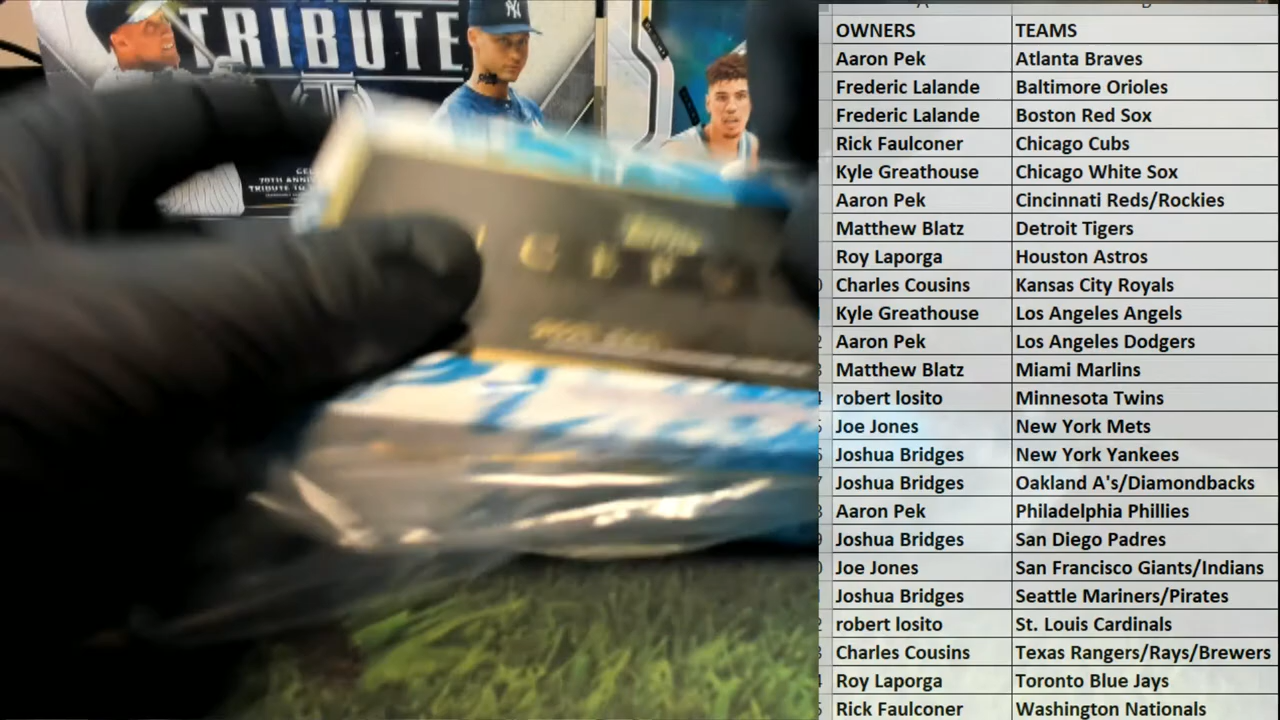 TRIBUTE
OWNERS TEAMS
Aaron Pek Atlanta Braves
Frederic Lalande Baltimore Orioles
Frederic Lalande Boston Red Sox
Rick Faulconer Chicago Cubs
Kyle Greathouse Chicago White Sox
Aaron Pek Cincinnati Reds/Rockies
Matthew Blatz Detroit Tigers
Roy Laporga Houston Astros
Charles Cousins Kansas City Royals
Kyle Greathouse Los Angeles Angels
Aaron Pek Los Angeles Dodgers
Matthew Blatz Miami Marlins
robert losito Minnesota Twins
Joe Jones New York Mets
Joshua Bridges New York Yankees
Joshua Bridges Oakland A's/Diamondbacks
Aaron Pek Philadelphia Phillies
Joshua Bridges San Diego Padres
Joe Jones San Francisco Giants/Indians
Joshua Bridges Seattle Mariners/Pirates
robert losito St. Louis Cardinals
Charles Cousins Texas Rangers/Rays/Brewers
Roy Laporga Toronto Blue Jays
Rick Faulconer Washington Nationals